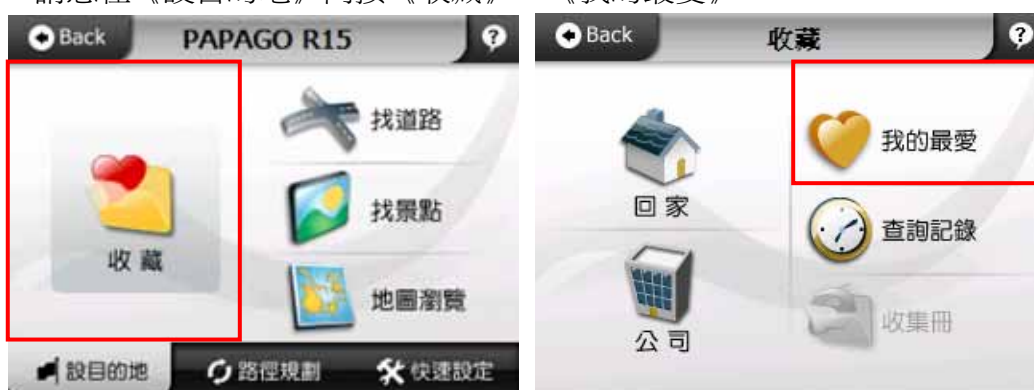 Back PAPAGO R15 ?
找道路
找景點
收藏
地圖瀏覽
設目的地 路徑規劃 快速設定
Back 收藏 ?
我的最愛
回家
查詢記錄
收集冊
公司